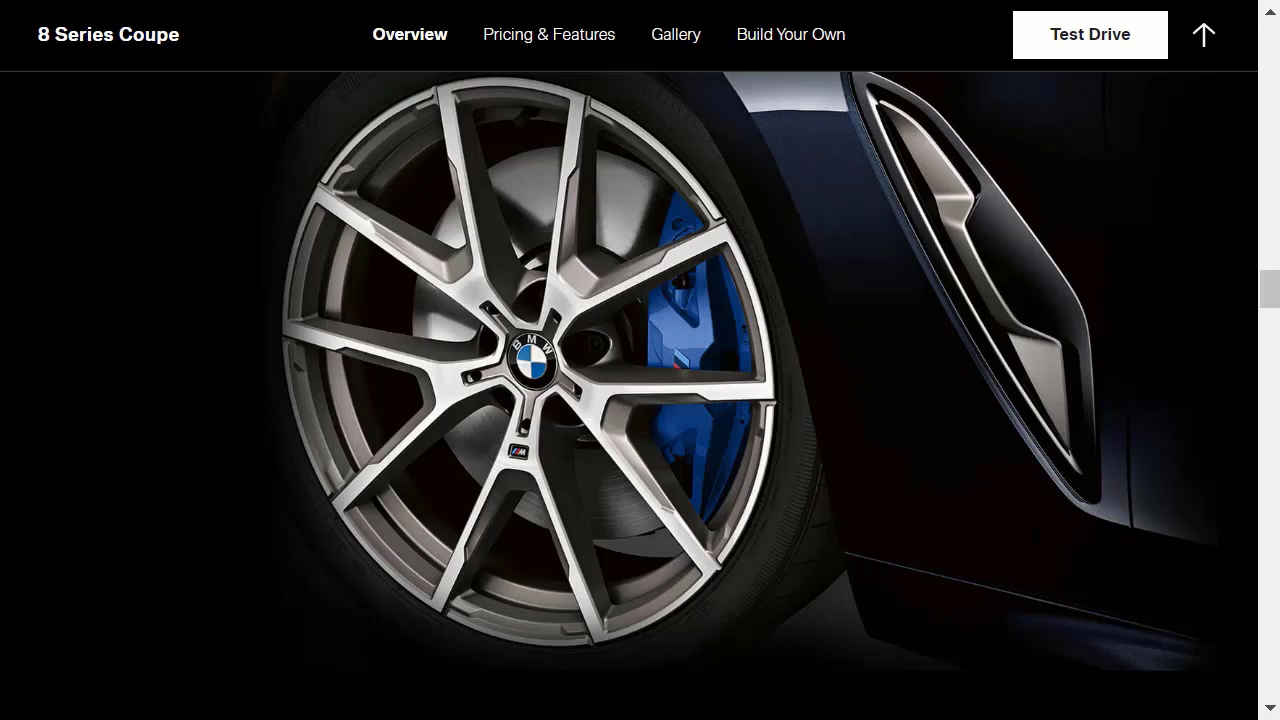 8 Series Coupe
Overview
Pricing & Features
Gallery
Build Your Own
Test Drive
BMW
M